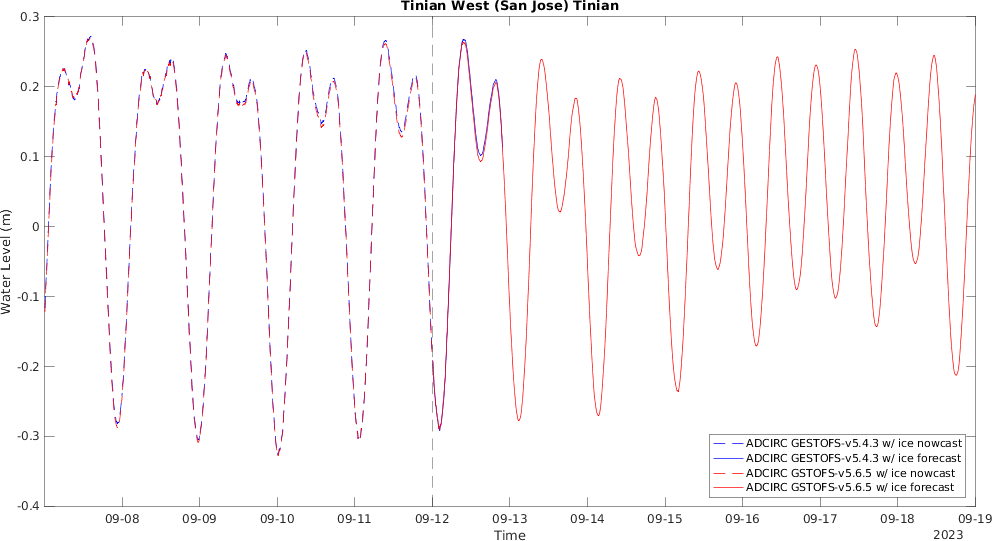 Tinian West (San Jose) Tinian
0.3
0.2
0.1
0
-0.1
-0.2
-0.3
-0.4
Water Level (m)
ADCIRC GESTOFS-v5.4.3 w/ ice nowcast
ADCIRC GESTOFS-v5.4.3 w/ ice forecast
ADCIRC GSTOFS-v5.6.5 w/ ice nowcast
ADCIRC GSTOFS-v5.6.5 w/ ice forecast
09-08 09-09 09-10 09-11 09-12 09-13 09-14 09-15 09-16 09-17 09-18 09-19
Time
2023